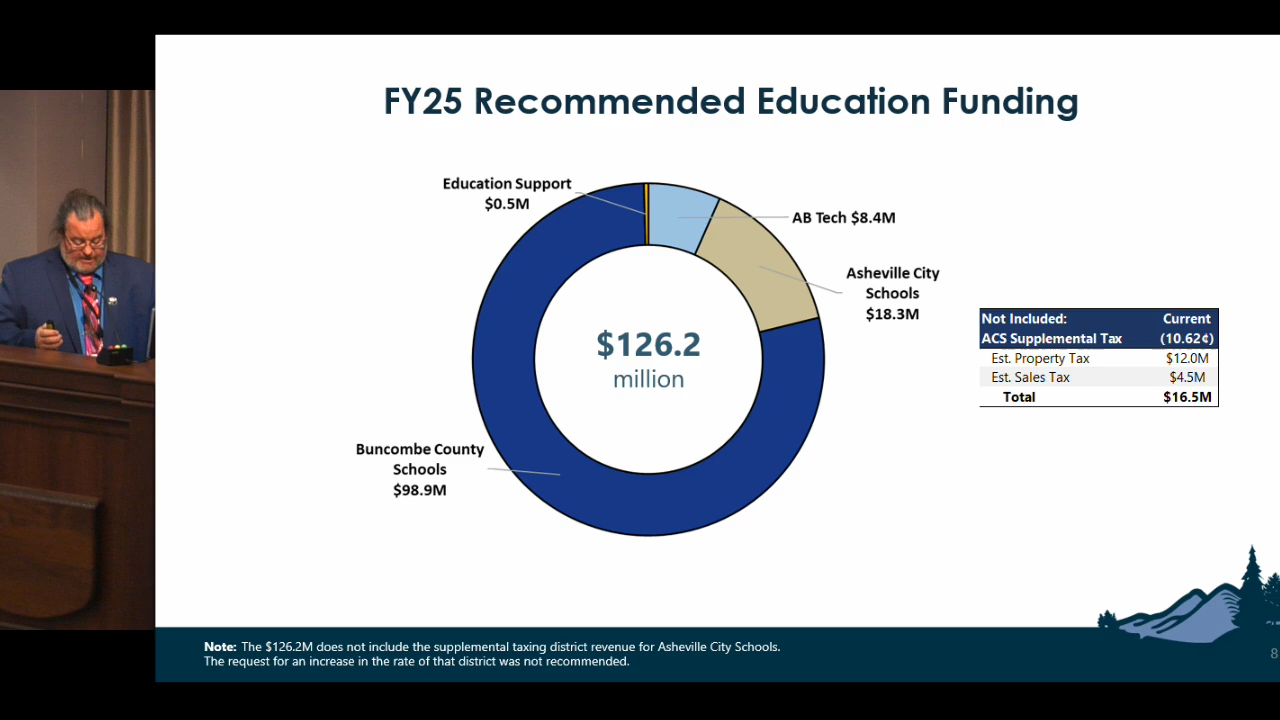 FY25 Recommended Education Funding
Education Support
$0.5M
AB Tech $8.4M
Asheville City
Schools
$18.3M
$126.2
million
Buncombe County
Schools
$98.9M
Not Included: Current
ACS Supplemental Tax (10.62¢)
Est. Property Tax $12.0M
Est. Sales Tax $4.5M
Total $16.5M
Note: The $126.2M does not include the supplemental taxing district revenue for Asheville City Schools.
The request for an increase in the rate of that district was not recommended.
8